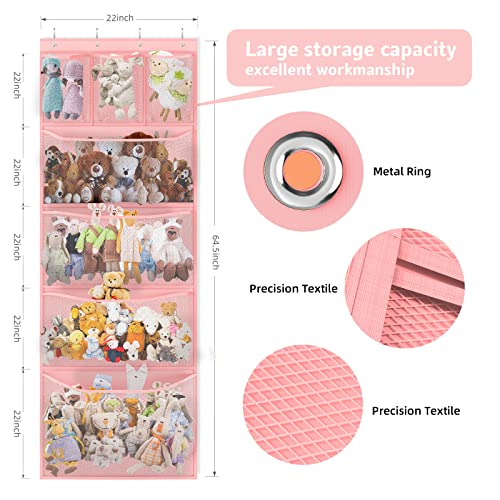 22inch
Large storage capacity
excellent workmanship
22inch
22inch
22inch
22inch
22inch
64.5inch
Metal Ring
Precision Textile
Precision Textile